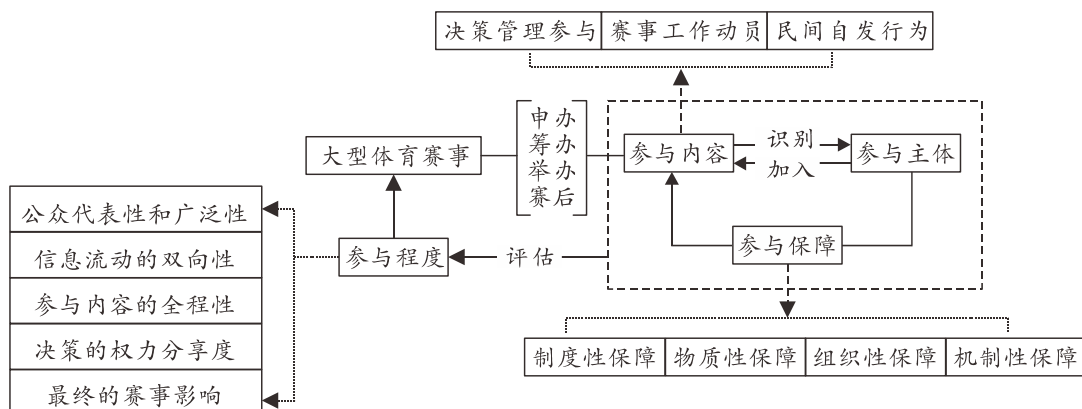 决策管理参与 赛事工作动员 民间自发行为
申办
筹办
举办
赛后
大型体育赛事
参与内容
识别
加入
参与主体
公众代表性和广泛性
信息流动的双向性
参与内容的全程性
决策的权力分享度
最终的赛事影响
参与程度
评估
参与保障
制度性保障 物质性保障 组织性保障 机制性保障